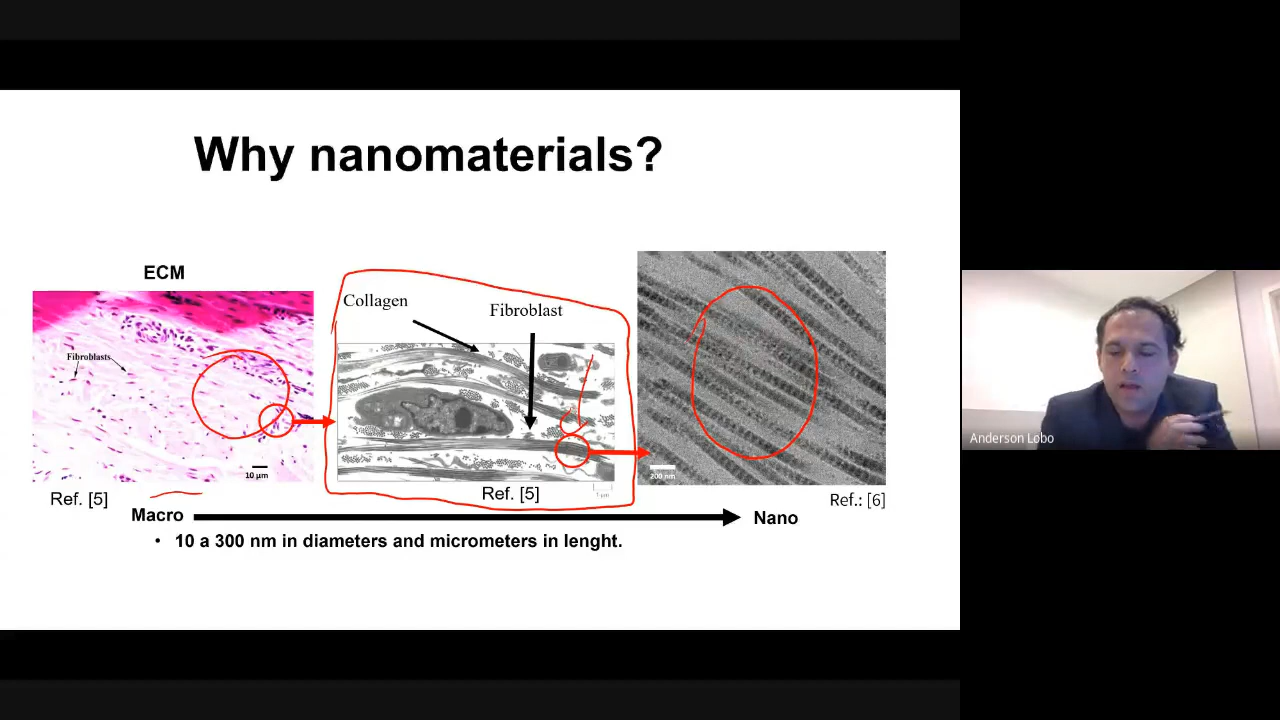 Why nanomaterials?
ECM
Collagen
Fibroblast
Fibroblasts
10 µm
200 nm
1 µm
Ref. [5]
Ref. [5]
Ref.: [6]
Macro
Nano
• 10 a 300 nm in diameters and micrometers in lenght.
Anderson Lobo